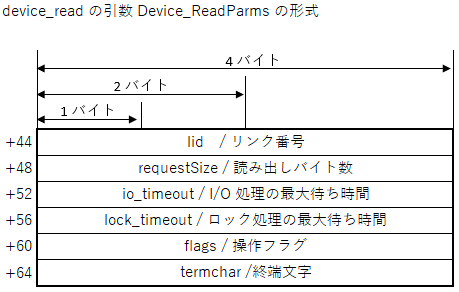 device_read の引数 Device_ReadParms の形式
4 バイト
2 バイト
1 バイト
+44 lid / リンク番号
+48 requestSize / 読み出しバイト数
+52 io_timeout / I/O 処理の最大待ち時間
+56 lock_timeout / ロック処理の最大待ち時間
+60 flags / 操作フラグ
+64 termchar /終端文字